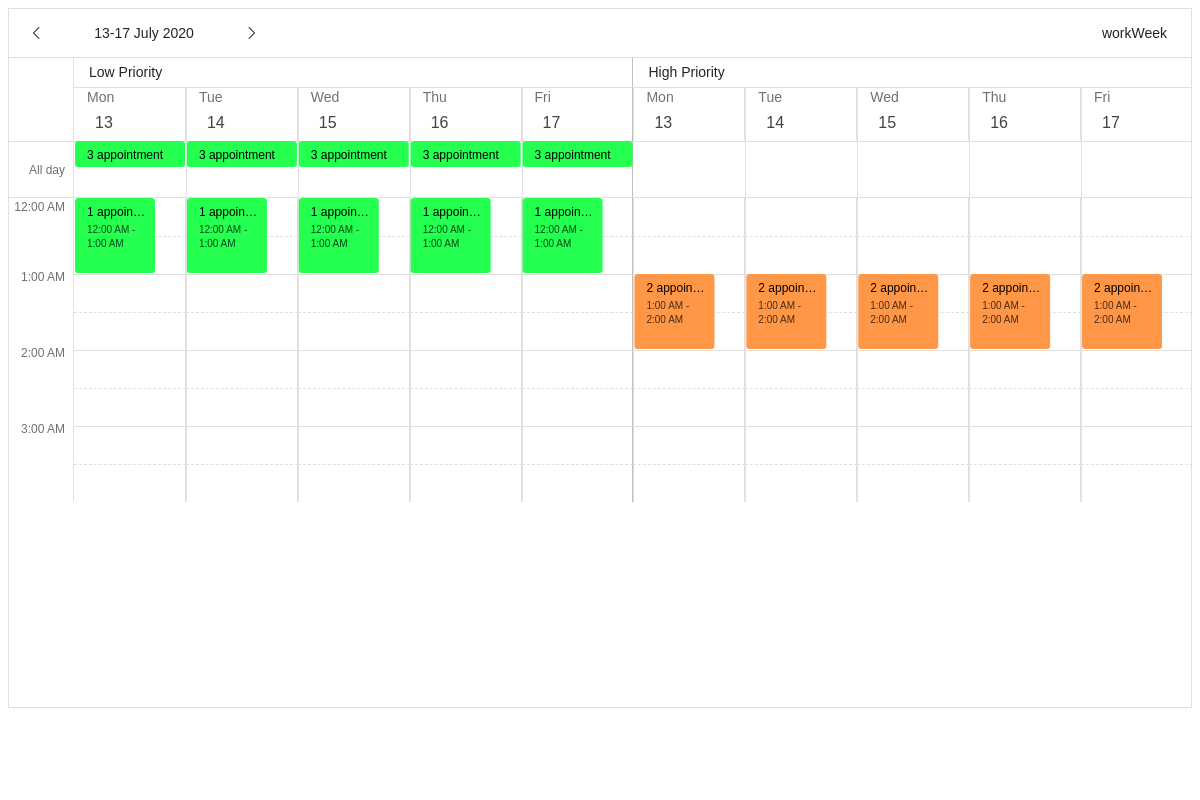 13-17 July 2020
workWeek
Low Priority High Priority
Mon Tue Wed Thu Fri Mon Tue Wed Thu Fri
13 14 15 16 17 13 14 15 16 17
All day
3 appointment 3 appointment 3 appointment 3 appointment 3 appointment
12:00 AM
1 appoin… 1 appoin… 1 appoin… 1 appoin… 1 appoin…
12:00 AM - 12:00 AM - 12:00 AM - 12:00 AM - 12:00 AM -
1:00 AM 1:00 AM 1:00 AM 1:00 AM 1:00 AM
1:00 AM
2 appoin… 2 appoin… 2 appoin… 2 appoin… 2 appoin…
1:00 AM - 1:00 AM - 1:00 AM - 1:00 AM - 1:00 AM -
2:00 AM 2:00 AM 2:00 AM 2:00 AM 2:00 AM
2:00 AM
3:00 AM